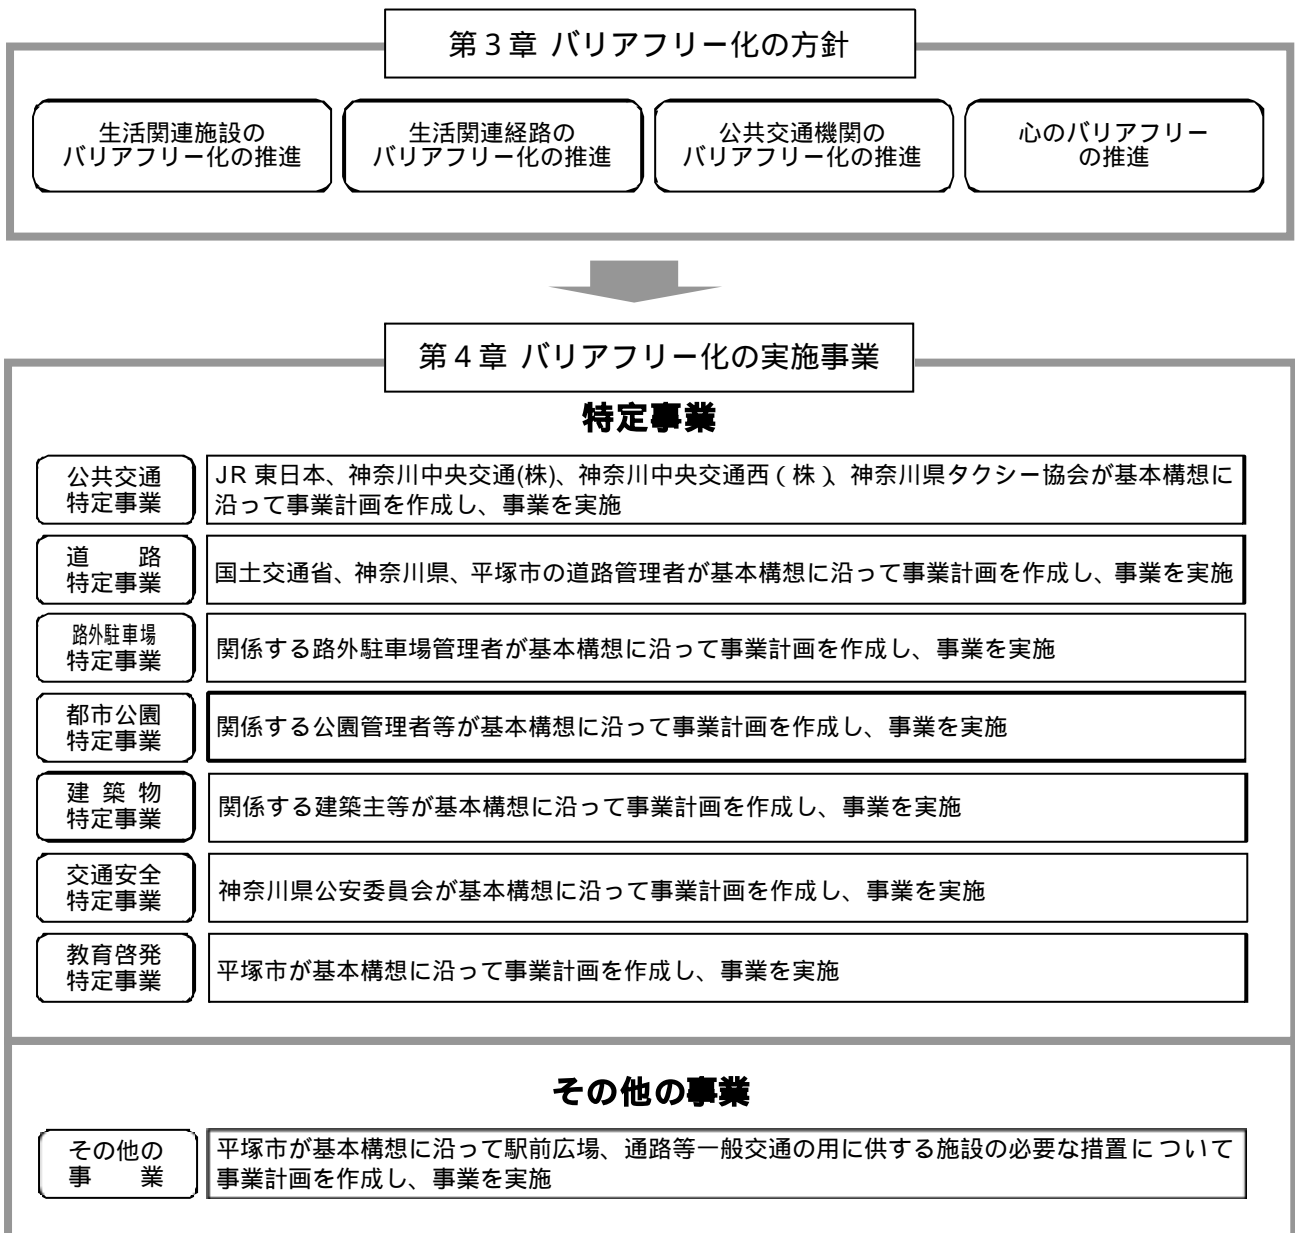 第３章 バリアフリー化の方針
生活関連施設の
バリアフリー化の推進
生活関連経路の
バリアフリー化の推進
公共交通機関の
バリアフリー化の推進
心のバリアフリー
の推進
第４章 バリアフリー化の実施事業
特定事業
公共交通
特定事業
JR 東日本、神奈川中央交通(株)、神奈川中央交通西（株）、神奈川県タクシー協会が基本構想に
沿って事業計画を作成し、事業を実施
道　　路
特定事業
国土交通省、神奈川県、平塚市の道路管理者が基本構想に沿って事業計画を作成し、事業を実施
路外駐車場
特定事業
関係する路外駐車場管理者が基本構想に沿って事業計画を作成し、事業を実施
都市公園
特定事業
関係する公園管理者等が基本構想に沿って事業計画を作成し、事業を実施
建 築 物
特定事業
関係する建築主等が基本構想に沿って事業計画を作成し、事業を実施
交通安全
特定事業
神奈川県公安委員会が基本構想に沿って事業計画を作成し、事業を実施
教育啓発
特定事業
平塚市が基本構想に沿って事業計画を作成し、事業を実施
その他の事業
その他の
事　　業
平塚市が基本構想に沿って駅前広場、通路等一般交通の用に供する施設の必要な措置について
事業計画を作成し、事業を実施